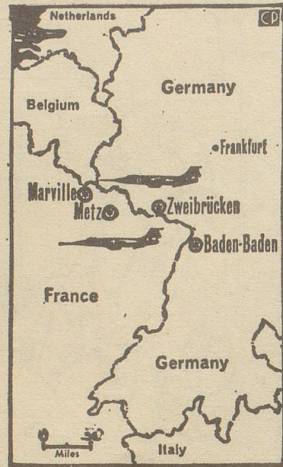 Netherlands
CP
Germany
Belgium
Frankfurt
Marville
Metz
Zweibrücken
Baden-Baden
France
Germany
Miles
Italy